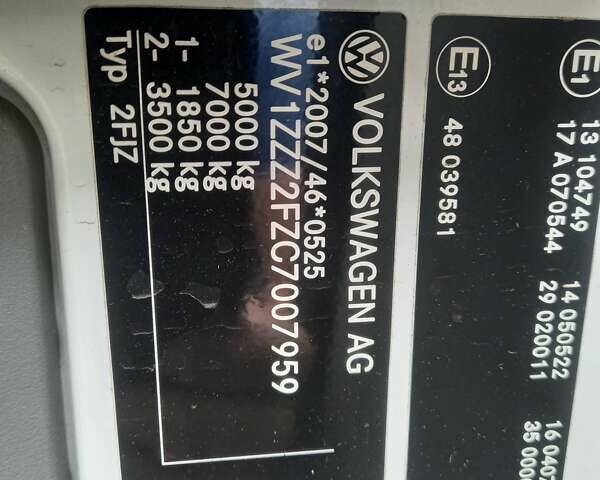 VOLKSWAGEN AG
e1*2007/46*0525
WV1ZZZ2FZC7007959
5000 kg
7000 kg
1- 1850 kg
2- 3500 kg
Typ 2FJZ
E1
13 104749
17 A 070544
14 050522
29 020011
E13
48 039581